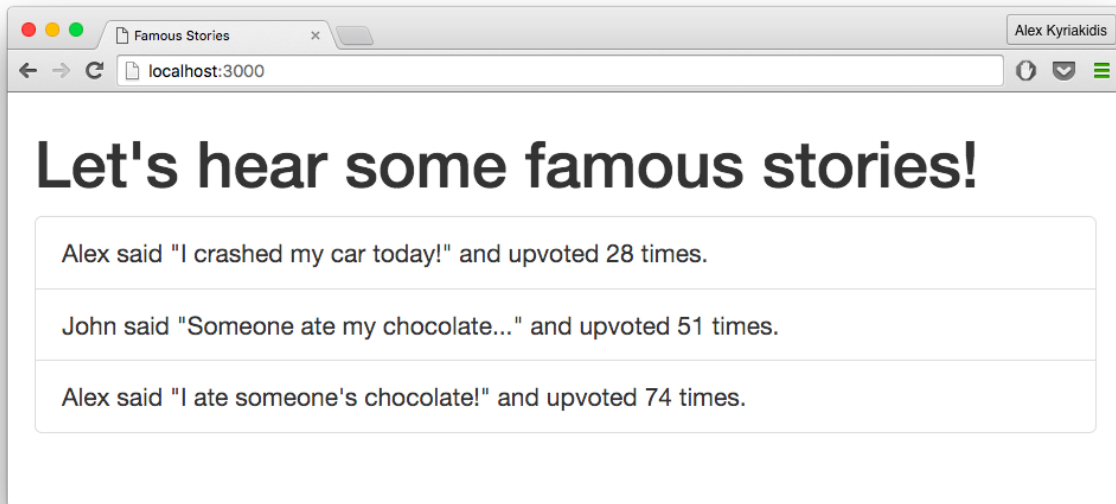 Famous Stories
Alex Kyriakidis
localhost:3000
Let's hear some famous stories!
Alex said "I crashed my car today!" and upvoted 28 times.
John said "Someone ate my chocolate..." and upvoted 51 times.
Alex said "I ate someone's chocolate!" and upvoted 74 times.